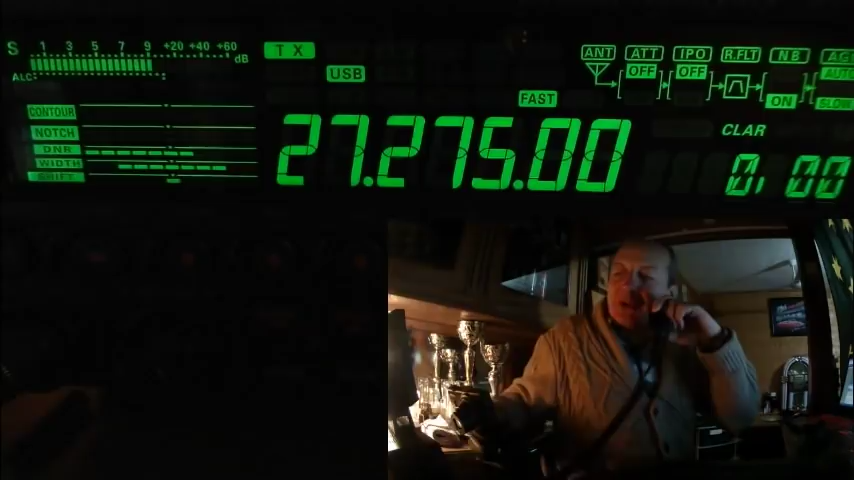 S 1 3 5 7 9 +20 +40 +60 dB
ALC
TX
USB
FAST
ANT ATT IPO R.FLT NB AGC
OFF OFF AUTO
ON SLOW
CONTOUR
NOTCH
DNR
WIDTH
SHIFT
27.275.00
CLAR
0.00